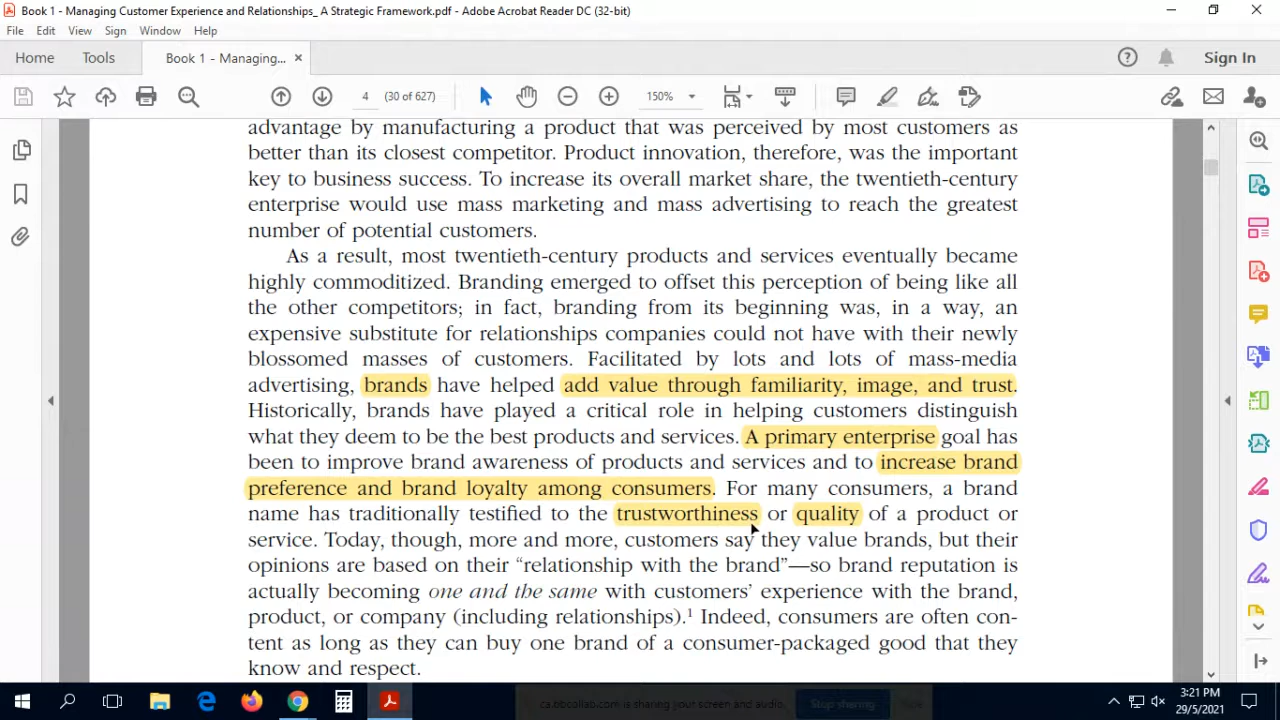 Book 1 - Managing Customer Experience and Relationships_ A Strategic Framework.pdf - Adobe Acrobat Reader DC (32-bit)
File Edit View Sign Window Help
Home Tools Book 1 - Managing... × Sign In
4 (30 of 627) 150%
advantage by manufacturing a product that was perceived by most customers as
better than its closest competitor. Product innovation, therefore, was the important
key to business success. To increase its overall market share, the twentieth-century
enterprise would use mass marketing and mass advertising to reach the greatest
number of potential customers.
As a result, most twentieth-century products and services eventually became
highly commoditized. Branding emerged to offset this perception of being like all
the other competitors; in fact, branding from its beginning was, in a way, an
expensive substitute for relationships companies could not have with their newly
blossomed masses of customers. Facilitated by lots and lots of mass-media
advertising, brands have helped add value through familiarity, image, and trust.
Historically, brands have played a critical role in helping customers distinguish
what they deem to be the best products and services. A primary enterprise goal has
been to improve brand awareness of products and services and to increase brand
preference and brand loyalty among consumers. For many consumers, a brand
name has traditionally testified to the trustworthiness or quality of a product or
service. Today, though, more and more, customers say they value brands, but their
opinions are based on their “relationship with the brand”—so brand reputation is
actually becoming one and the same with customers’ experience with the brand,
product, or company (including relationships).¹ Indeed, consumers are often con-
tent as long as they can buy one brand of a consumer-packaged good that they
know and respect.
ca.bbcollab.com is sharing your screen and audio. Stop sharing Hide
3:21 PM
29/5/2021